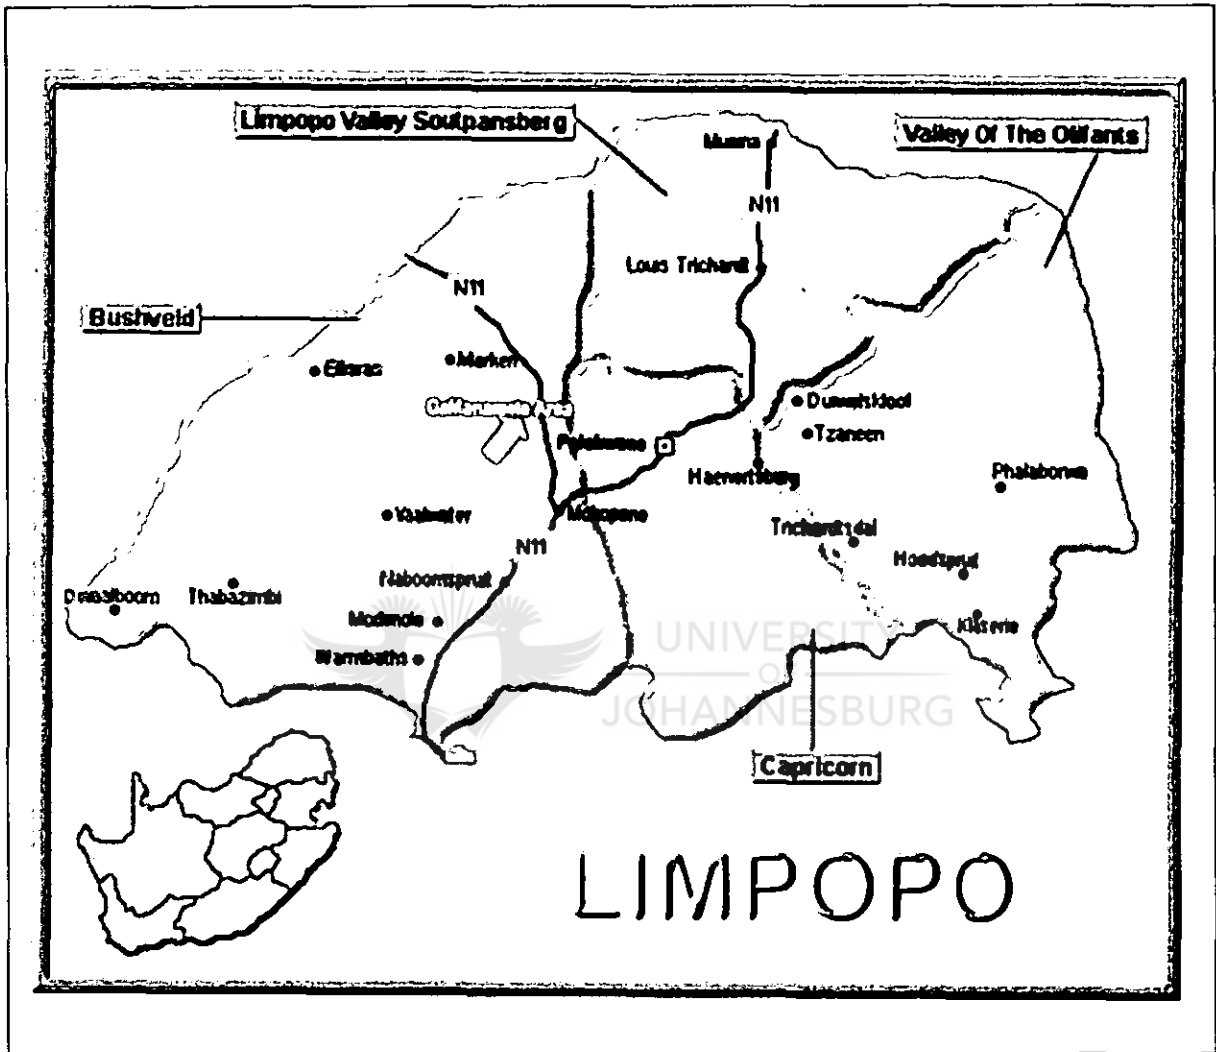 Limpopo Valley Soutpansberg
Valley Of The Olifants
Musina
N11
Louis Trichardt
N11
Bushveld
Marken
Ellisras
Duiwelskloof
Polokwane
Tzaneen
Haenertsburg
Phalaborwa
Vaalwater
Mokopane
Trichardtsdal
N11
Hoedspruit
Naboomspruit
Thabazimbi
Dwaalboom
Modimolle
Klaserie
Warmbaths
UNIVERSITY
OF
JOHANNESBURG
Capricorn
LIMPOPO